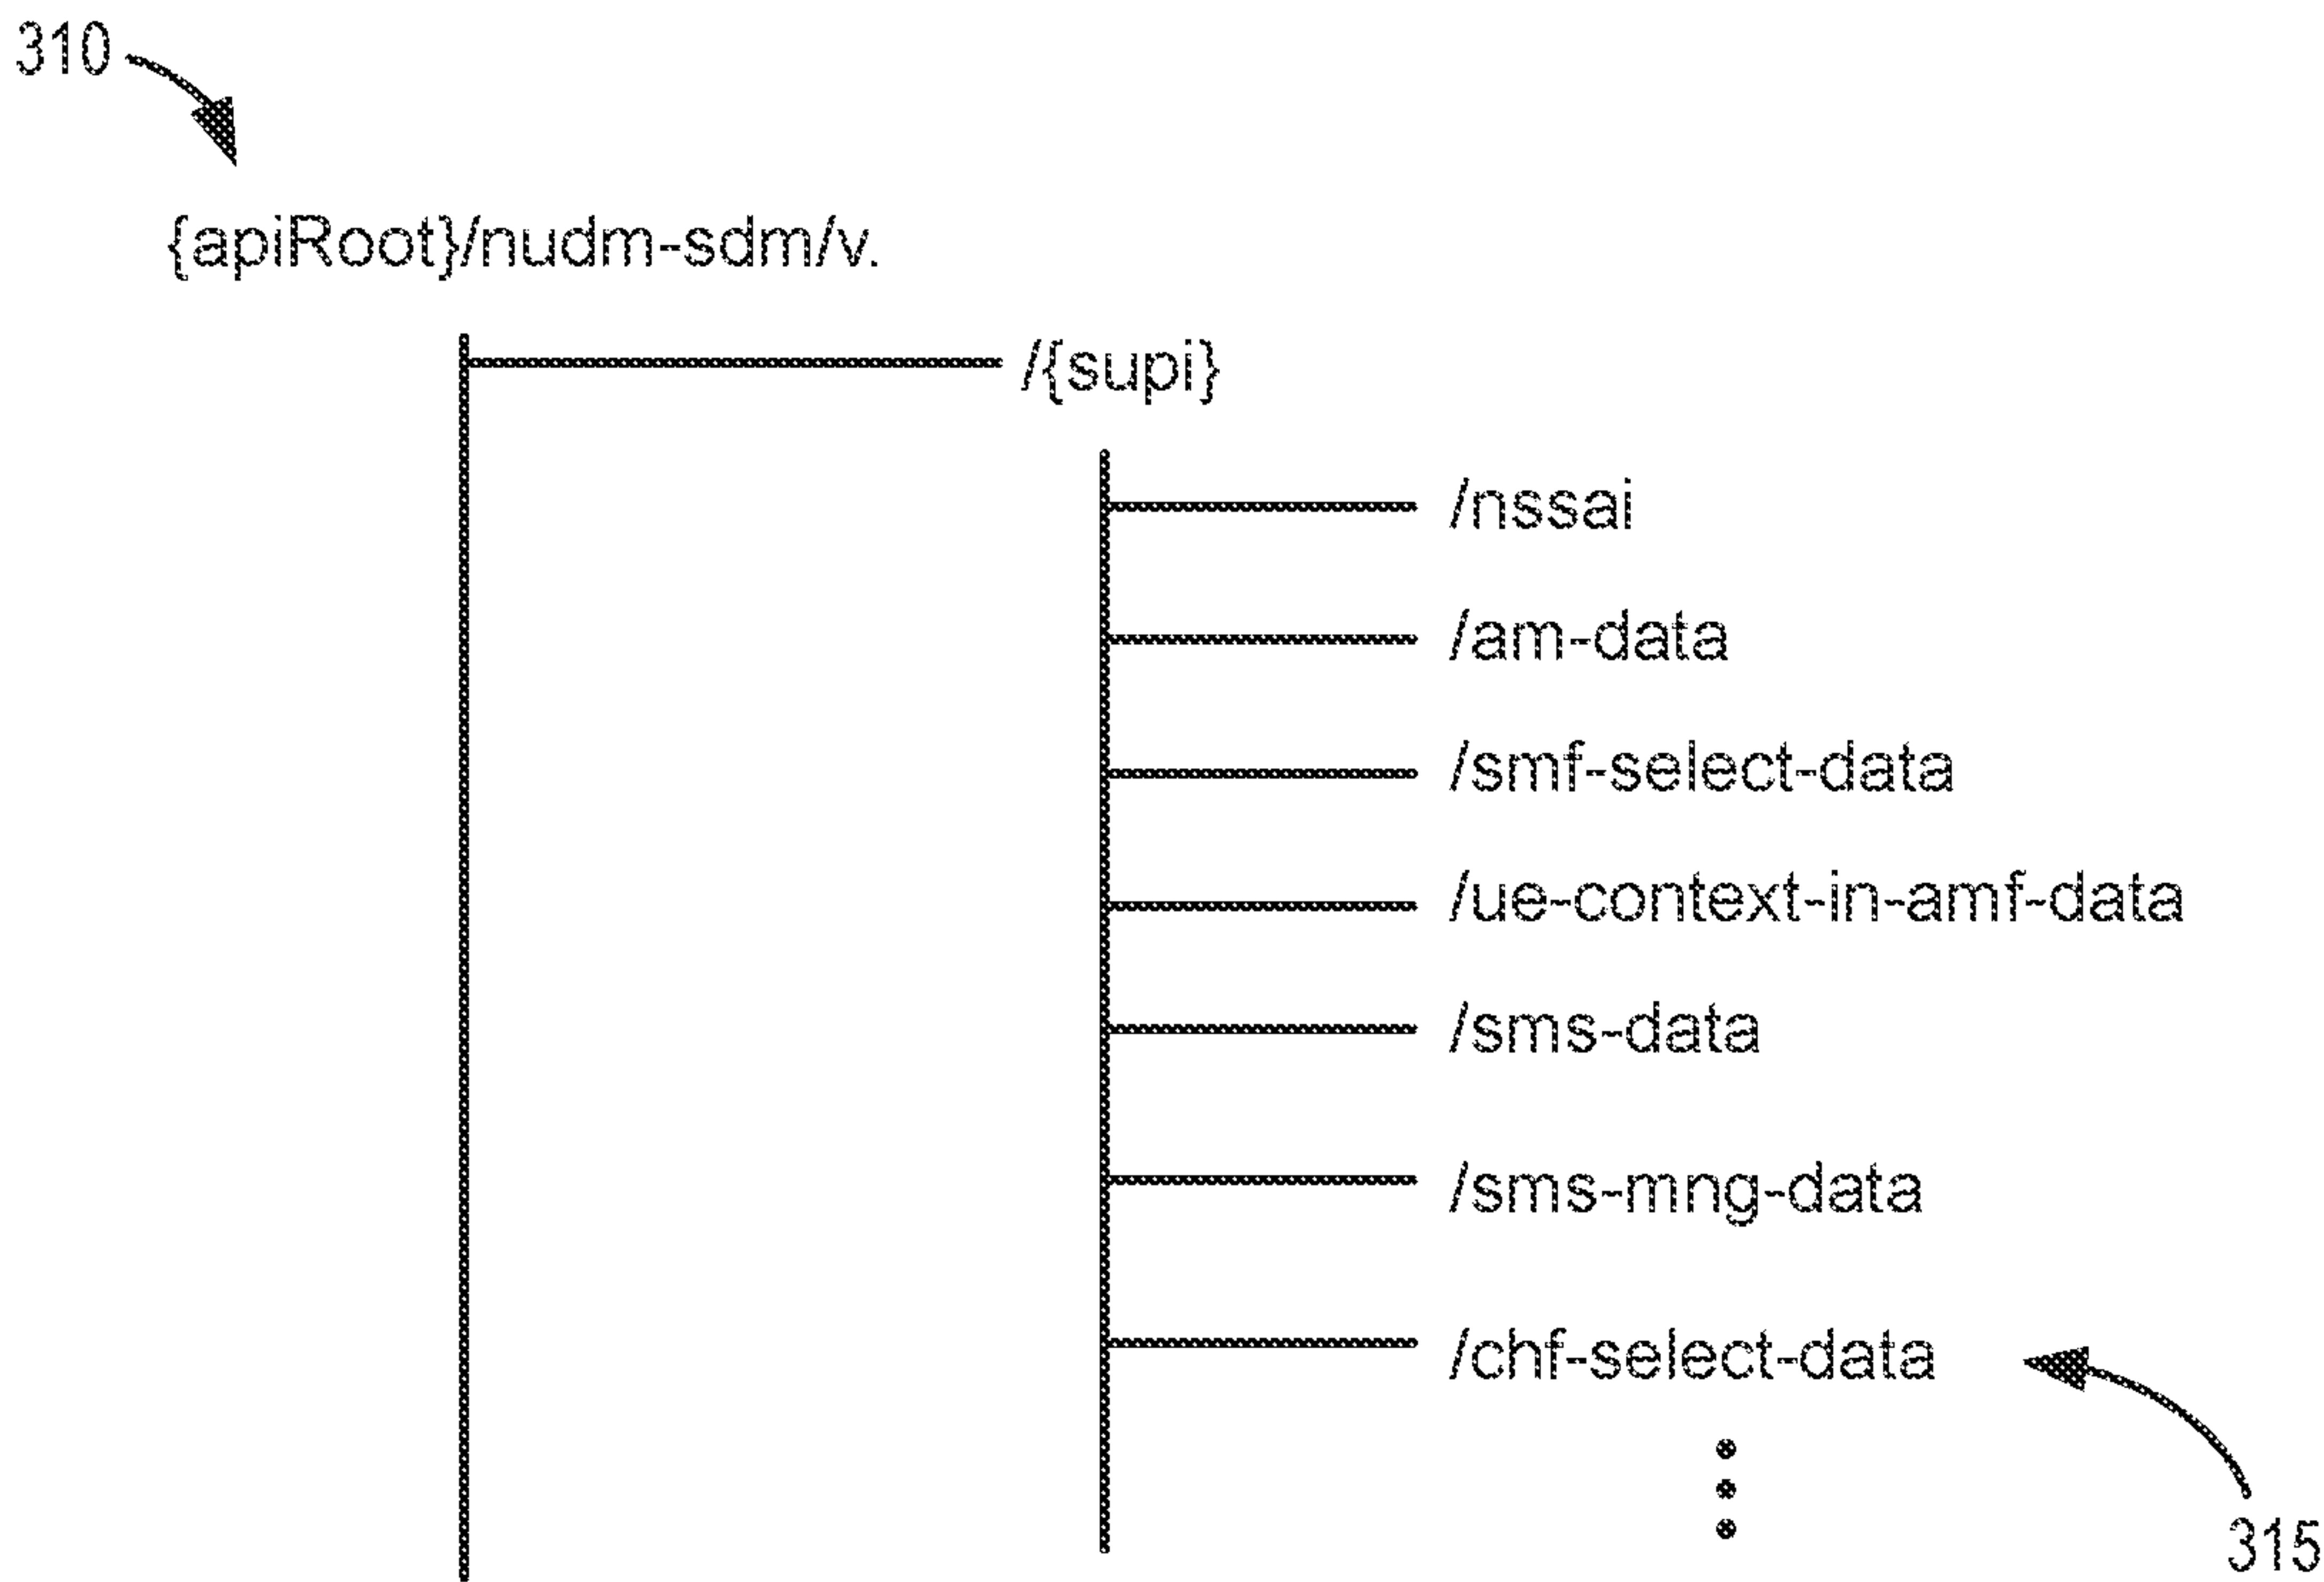 310
{apiRoot}/nudm-sdm/v.
/{supi}
/nssai
/am-data
/smf-select-data
/ue-context-in-amf-data
/sms-data
/sms-mng-data
/chf-select-data
315